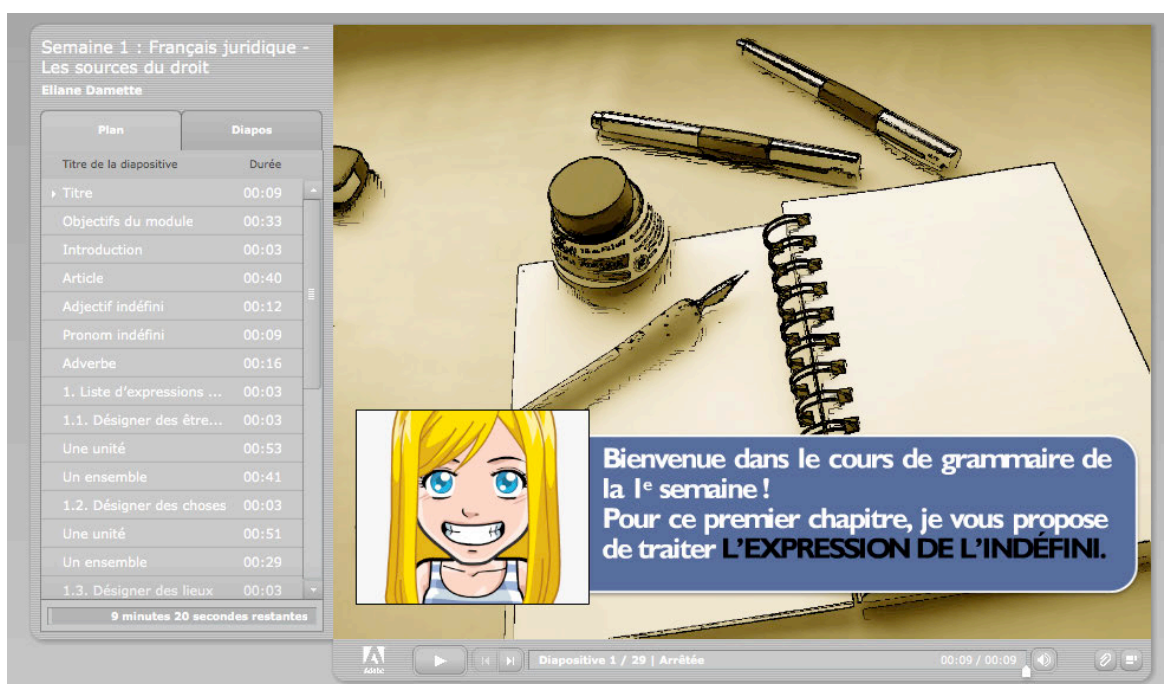 Semaine 1 : Français juridique -
Les sources du droit
Eliane Damette
Plan Diapos
Titre de la diapositive Durée
Titre 00:09
Objectifs du module 00:33
Introduction 00:03
Article 00:40
Adjectif indéfini 00:12
Pronom indéfini 00:09
Adverbe 00:16
1. Liste d'expressions ... 00:03
1.1. Désigner des être... 00:03
Une unité 00:53
Un ensemble 00:41
1.2. Désigner des choses 00:03
Une unité 00:51
Un ensemble 00:29
1.3. Désigner des lieux 00:03
9 minutes 20 secondes restantes
Bienvenue dans le cours de grammaire de
la 1e semaine !
Pour ce premier chapitre, je vous propose
de traiter L'EXPRESSION DE L'INDÉFINI.
Adobe
Diapositive 1 / 29 | Arrêtée
00:09 / 00:09